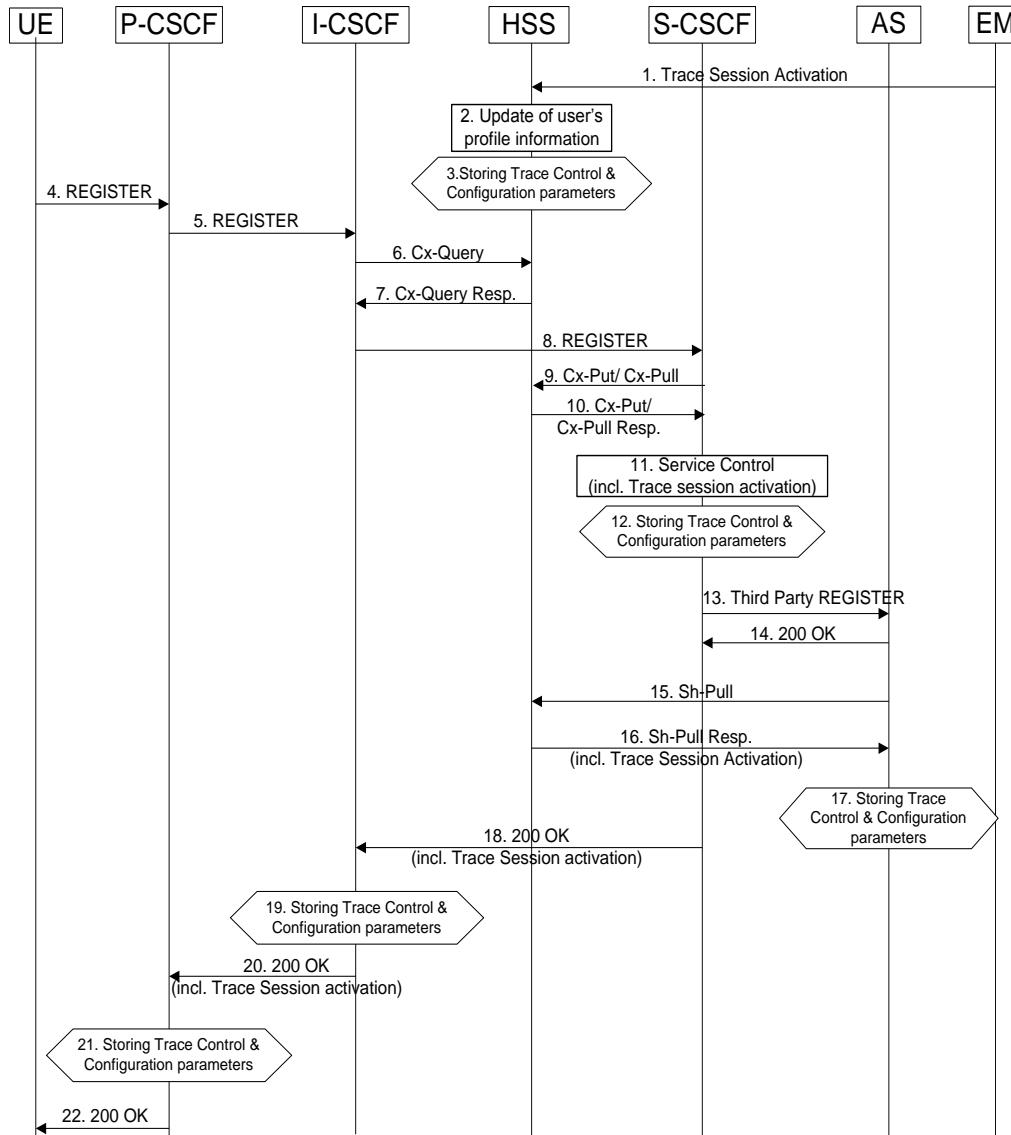 UE P-CSCF I-CSCF HSS S-CSCF AS EM
1. Trace Session Activation
2. Update of user's
profile information
3.Storing Trace Control &
Configuration parameters
4. REGISTER
5. REGISTER
6. Cx-Query
7. Cx-Query Resp.
8. REGISTER
9. Cx-Put/ Cx-Pull
10. Cx-Put/
Cx-Pull Resp.
11. Service Control
(incl. Trace session activation)
12. Storing Trace Control &
Configuration parameters
13. Third Party REGISTER
14. 200 OK
15. Sh-Pull
16. Sh-Pull Resp.
(incl. Trace Session Activation)
17. Storing Trace
Control & Configuration
parameters
18. 200 OK
(incl. Trace Session activation)
19. Storing Trace Control &
Configuration parameters
20. 200 OK
(incl. Trace Session activation)
21. Storing Trace Control &
Configuration parameters
22. 200 OK